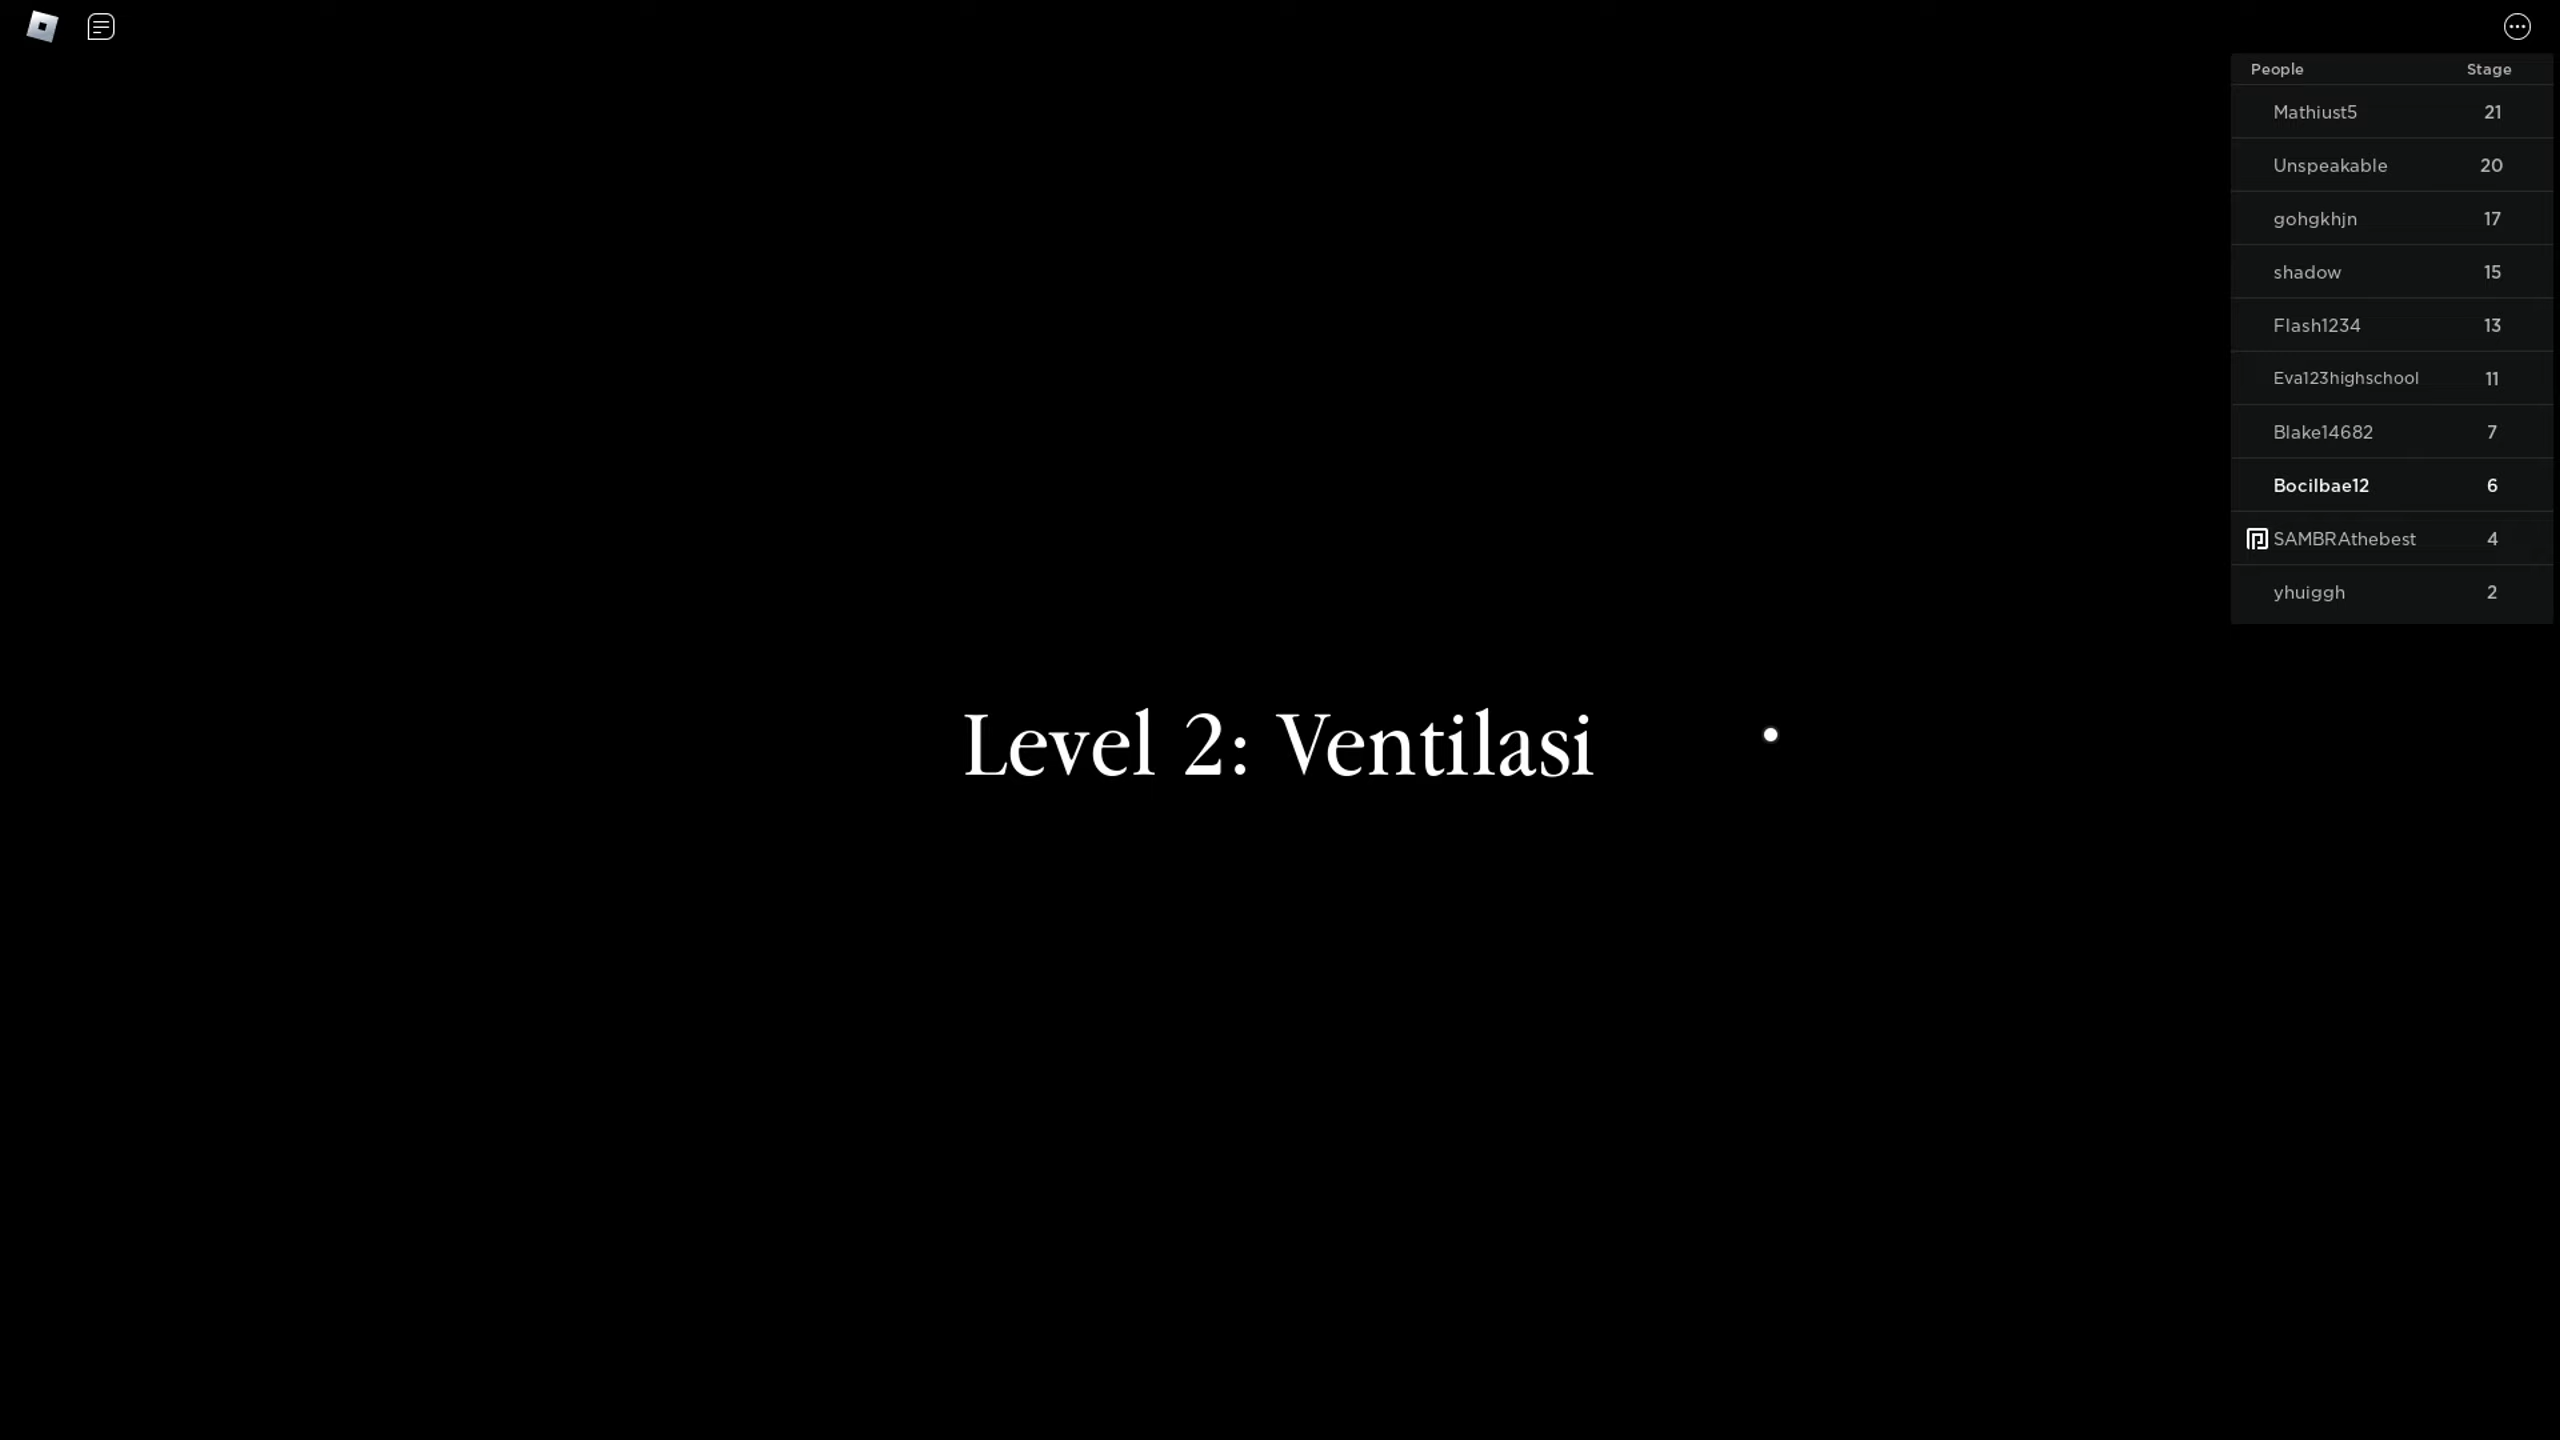 People Stage
Mathiust5 21
Unspeakable 20
gohgkhjn 17
shadow 15
Flash1234 13
Eva123highschool 11
Blake14682 7
Bocilbae12 6
SAMBRAthebest 4
yhuiggh 2
Level 2: Ventilasi